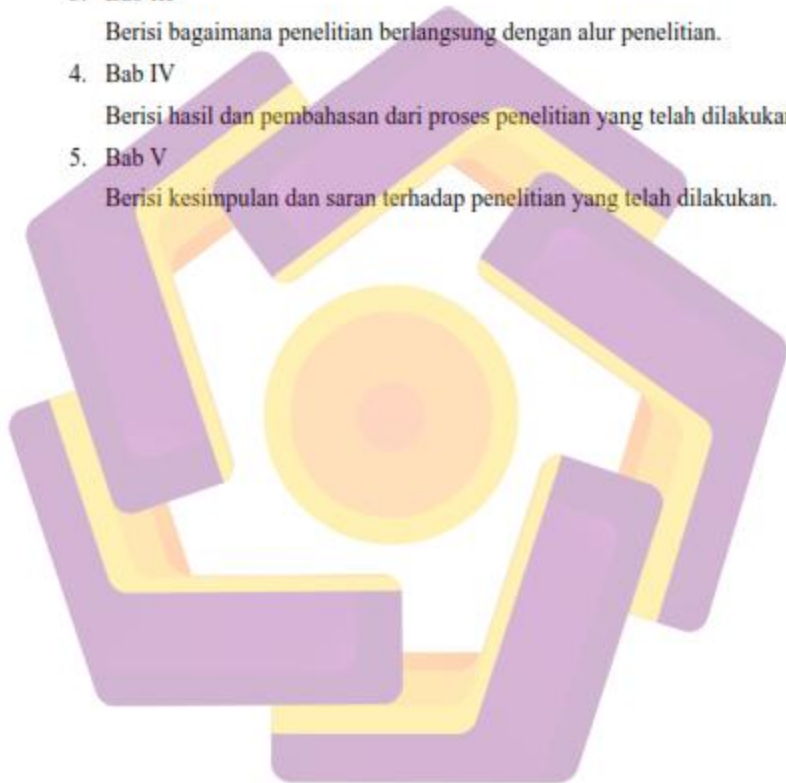 Berisi bagaimana penelitian berlangsung dengan alur penelitian.
4. Bab IV
Berisi hasil dan pembahasan dari proses penelitian yang telah dilakukan
5. Bab V
Berisi kesimpulan dan saran terhadap penelitian yang telah dilakukan.